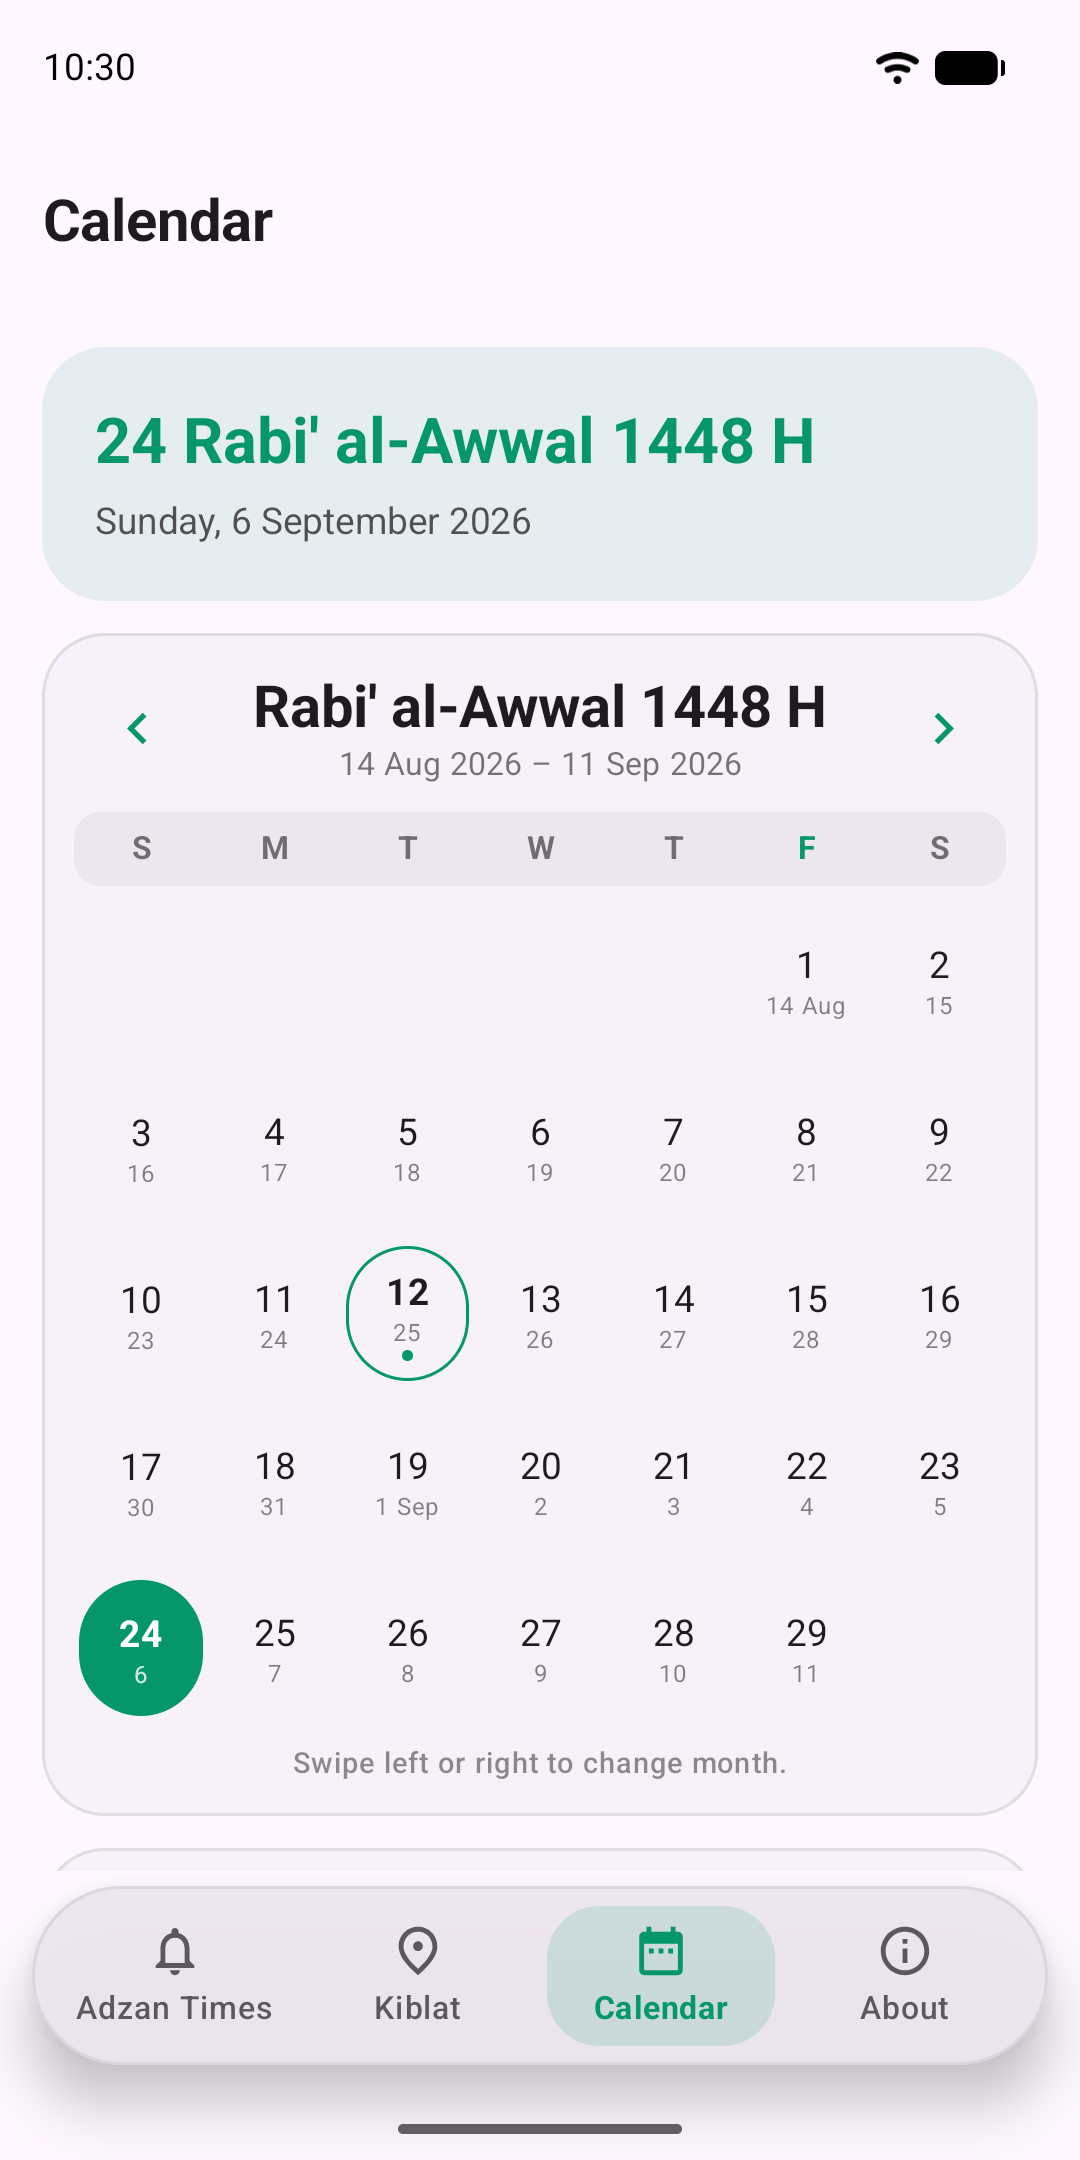 10:30
Calendar
24 Rabi' al-Awwal 1448 H
Sunday, 6 September 2026
Rabi' al-Awwal 1448 H
14 Aug 2026 – 11 Sep 2026
S M T W T F S
1 2
14 Aug 15
3 4 5 6 7 8 9
16 17 18 19 20 21 22
10 11 12 13 14 15 16
23 24 25 26 27 28 29
17 18 19 20 21 22 23
30 31 1 Sep 2 3 4 5
24 25 26 27 28 29
6 7 8 9 10 11
Swipe left or right to change month.
Adzan Times Kiblat Calendar About